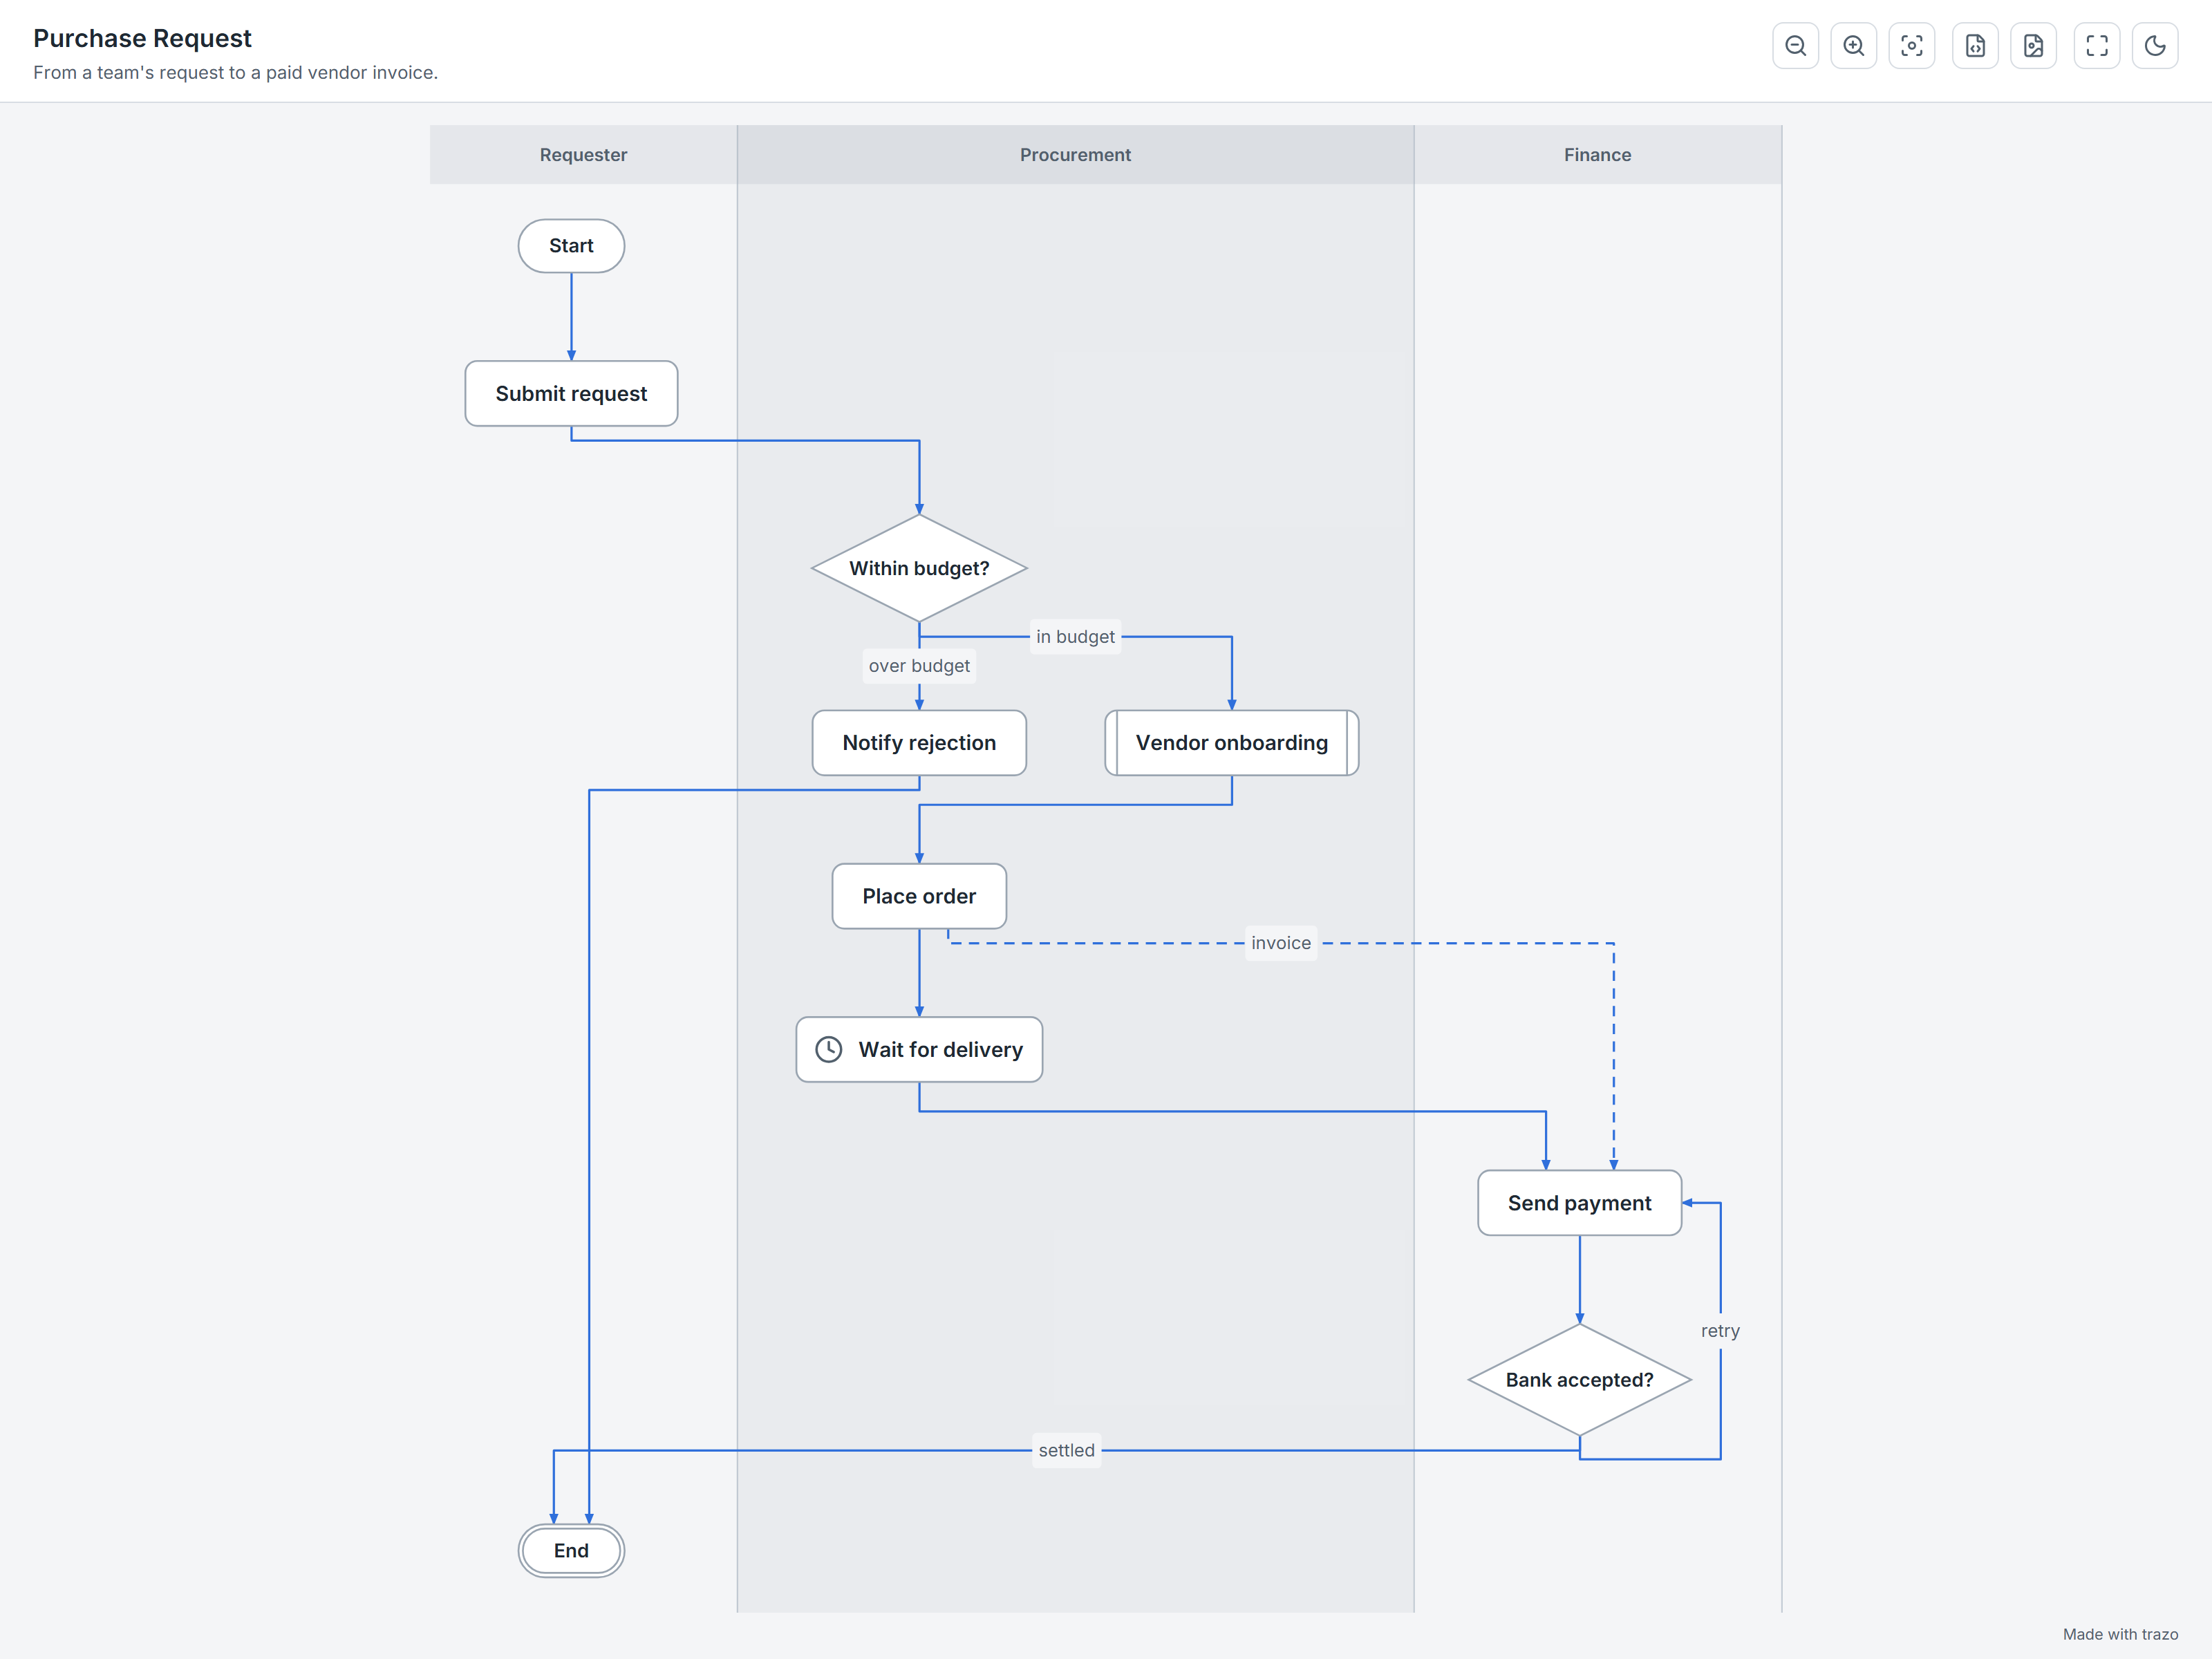 Purchase Request
From a team's request to a paid vendor invoice.
Requester
Procurement
Finance
Start
Submit request
Within budget?
in budget
over budget
Notify rejection
Vendor onboarding
Place order
invoice
Wait for delivery
Send payment
retry
Bank accepted?
settled
End
Made with trazo